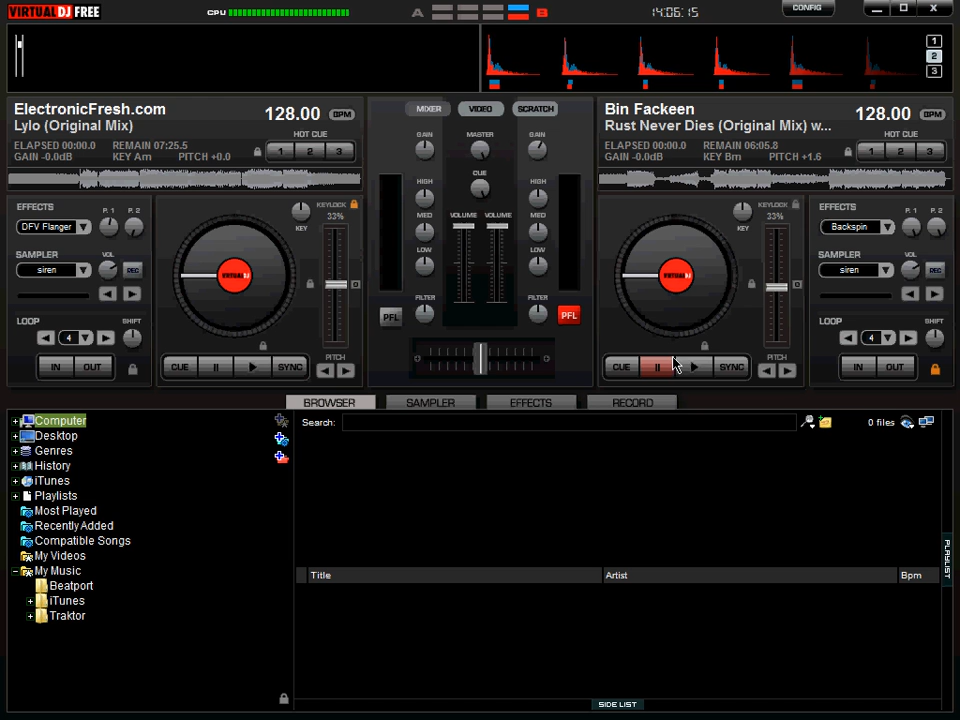 VIRTUAL DJ FREE
CPU
A
B
14:06:15
CONFIG
X
1
2
3
ElectronicFresh.com
Lylo (Original Mix)
128.00 BPM
HOT CUE
ELAPSED 00:00.0 REMAIN 07:25.5
GAIN -0.0dB KEY Am PITCH +0.0
1 2 3
MIXER VIDEO SCRATCH
Bin Fackeen
Rust Never Dies (Original Mix) w...
128.00 BPM
HOT CUE
ELAPSED 00:00.0 REMAIN 06:05.8
GAIN -0.0dB KEY Bm PITCH +1.6
1 2 3
EFFECTS P. 1 P. 2
DFV Flanger
SAMPLER VOL
siren REC
LOOP SHIFT
4
IN OUT
KEYLOCK
33%
KEY
VIRTUAL DJ
CUE II SYNC
PITCH
GAIN MASTER GAIN
CUE
HIGH HIGH
MED VOLUME VOLUME MED
LOW LOW
FILTER FILTER
PFL PFL
KEYLOCK
33%
KEY
VIRTUAL DJ
CUE II SYNC
PITCH
EFFECTS P. 1 P. 2
Backspin
SAMPLER VOL
siren REC
LOOP SHIFT
4
IN OUT
BROWSER SAMPLER EFFECTS RECORD
Computer
Desktop
Genres
History
iTunes
Playlists
Most Played
Recently Added
Compatible Songs
My Videos
My Music
Beatport
iTunes
Traktor
Search:
0 files
Title Artist Bpm
PLAYLIST
SIDE LIST